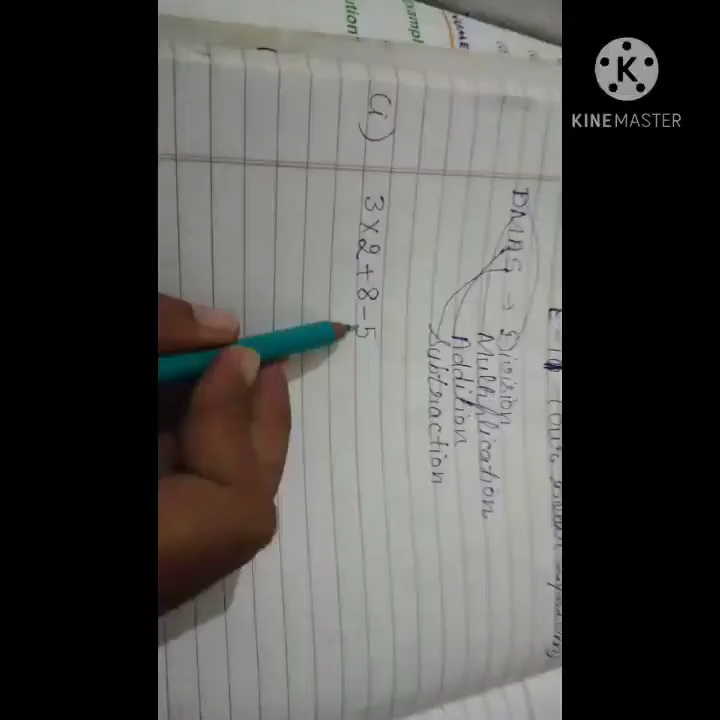 DMAS → Division
Multiplication
Addition
Subtraction
(i) 3×2+8-5
KINEMASTER